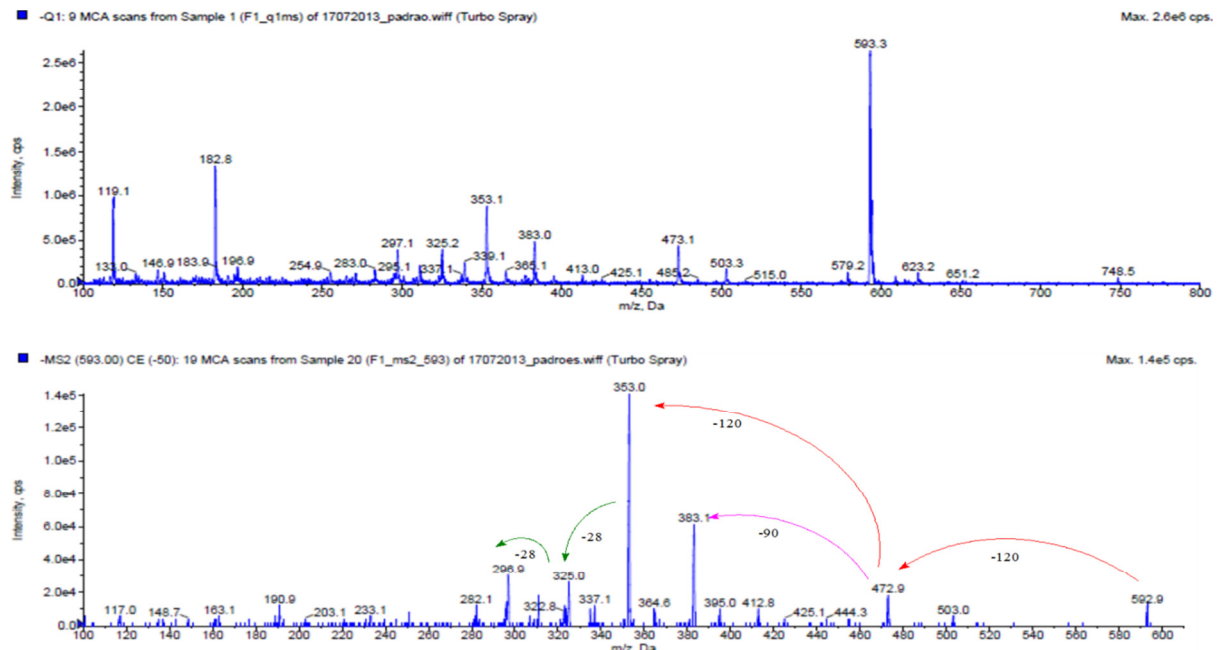 -Q1: 9 MCA scans from Sample 1 (F1_q1ms) of 17072013_padrao.wiff (Turbo Spray)
Max. 2.6e6 cps.
Intensity, cps
2.5e6
2.0e6
1.5e6
1.0e6
5.0e5
0.0
119.1
133.0
146.9
182.8
183.9
196.9
254.9
283.0
297.1
295.1
325.2
337.1
339.1
353.1
365.1
383.0
413.0
425.1
473.1
485.2
503.3
515.0
579.2
593.3
623.2
651.2
748.5
100 150 200 250 300 350 400 450 500 550 600 650 700 750 800
m/z, Da
-MS2 (593.00) CE (-50): 19 MCA scans from Sample 20 (F1_ms2_593) of 17072013_padroes.wiff (Turbo Spray)
Max. 1.4e5 cps.
Intensity, cps
1.4e5
1.2e5
1.0e5
8.0e4
6.0e4
4.0e4
2.0e4
0.0
117.0
148.7
163.1
190.9
203.1
233.1
282.1
296.9
322.8
325.0
337.1
353.0
364.6
383.1
395.0
412.8
425.1
444.3
472.9
503.0
592.9
-28
-28
-120
-90
-120
100 120 140 160 180 200 220 240 260 280 300 320 340 360 380 400 420 440 460 480 500 520 540 560 580 600
m/z, Da